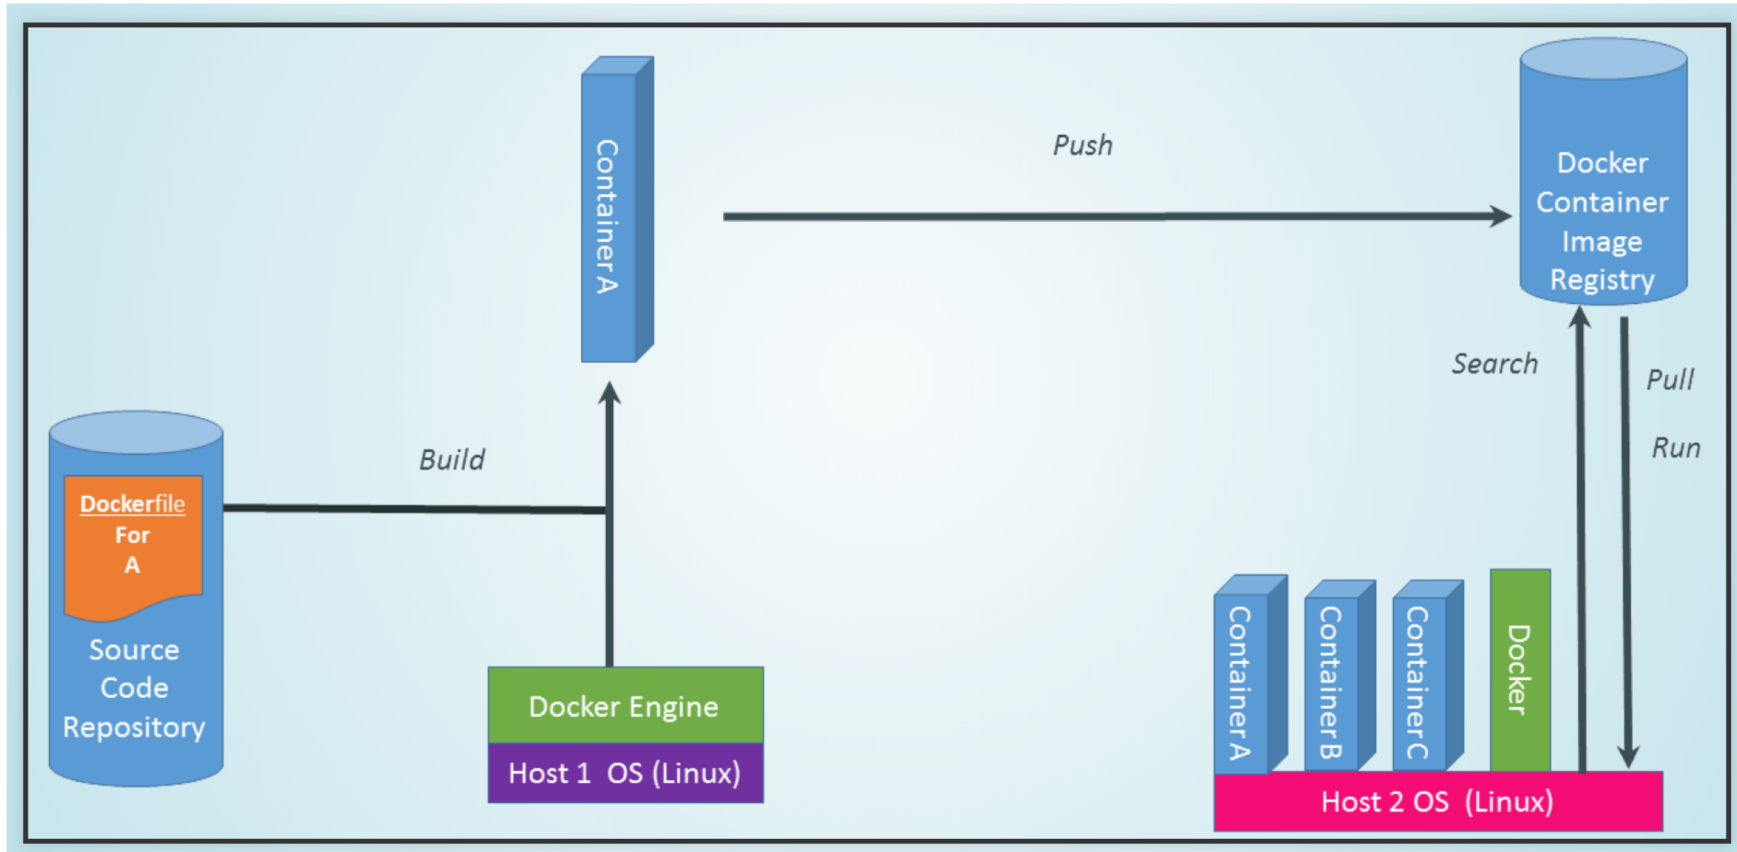 Container A
Push
Docker
Container
Image
Registry
Search
Pull
Run
Build
Dockerfile
For
A
Source
Code
Repository
Docker Engine
Host 1 OS (Linux)
Container A
Container B
Container C
Docker
Host 2 OS (Linux)